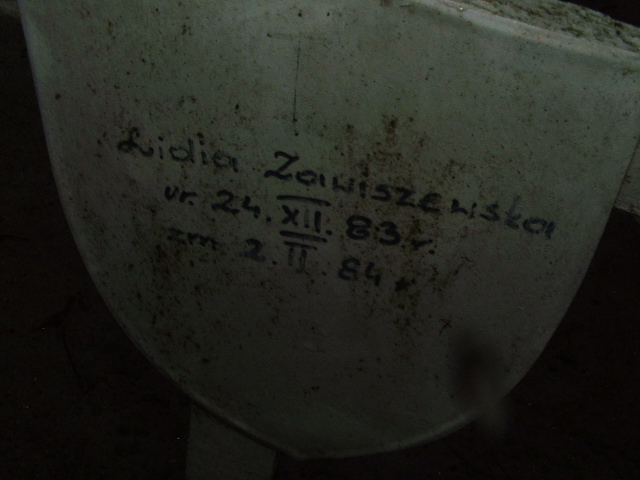 Lidia Zawiszewska
ur. 24. XII. 83 r.
zm 2. II. 84 r